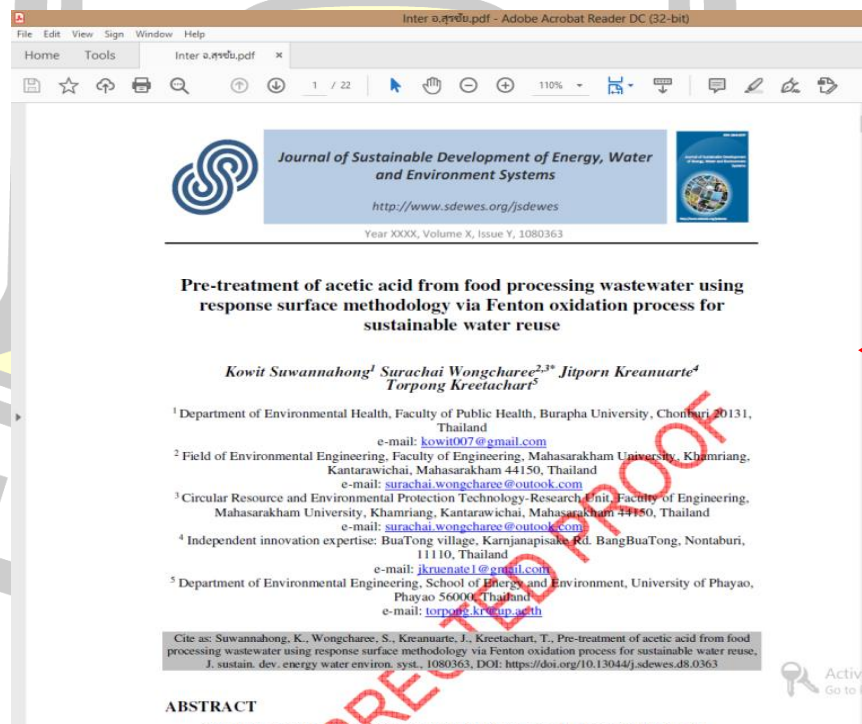 Inter อ.สุรชัย.pdf - Adobe Acrobat Reader DC (32-bit)
File Edit View Sign Window Help
Home Tools Inter อ.สุรชัย.pdf ×
1 / 22 110%
Journal of Sustainable Development of Energy, Water
and Environment Systems
http://www.sdewes.org/jsdewes
Year XXXX, Volume X, Issue Y, 1080363
Pre-treatment of acetic acid from food processing wastewater using
response surface methodology via Fenton oxidation process for
sustainable water reuse
Kowit Suwannahong1 Surachai Wongcharee2,3* Jitporn Kreanuarte4
Torpong Kreetachart5
1 Department of Environmental Health, Faculty of Public Health, Burapha University, Chonburi 20131,
Thailand
e-mail: kowit007@gmail.com
2 Field of Environmental Engineering, Faculty of Engineering, Mahasarakham University, Khamriang,
Kantarawichai, Mahasarakham 44150, Thailand
e-mail: surachai.wongcharee@outook.com
3 Circular Resource and Environmental Protection Technology-Research Unit, Faculty of Engineering,
Mahasarakham University, Khamriang, Kantarawichai, Mahasarakham 44150, Thailand
e-mail: surachai.wongcharee@outook.com
4 Independent innovation expertise: BuaTong village, Karnjanapisake Rd. BangBuaTong, Nontaburi,
11110, Thailand
e-mail: jkruenate1@gmail.com
5 Department of Environmental Engineering, School of Energy and Environment, University of Phayao,
Phayao 56000, Thailand
e-mail: torpong.kr@up.ac.th
Cite as: Suwannahong, K., Wongcharee, S., Kreanuarte, J., Kreetachart, T., Pre-treatment of acetic acid from food
processing wastewater using response surface methodology via Fenton oxidation process for sustainable water reuse,
J. sustain. dev. energy water environ. syst., 1080363, DOI: https://doi.org/10.13044/j.sdewes.d8.0363
ABSTRACT
RECTED PROOF
Activ
Go to